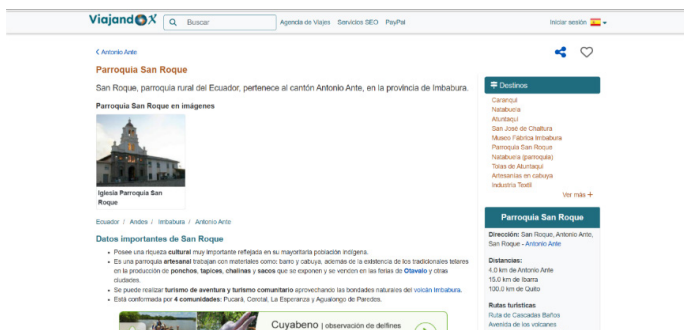 ViajandoX
Buscar
Agencia de Viajes Servicios SEO PayPal
Iniciar sesión
Antonio Ante
Parroquia San Roque
San Roque, parroquia rural del Ecuador, pertenece al cantón Antonio Ante, en la provincia de Imbabura.
Parroquia San Roque en imágenes
Iglesia Parroquia San
Roque
Ecuador / Andes / Imbabura / Antonio Ante
Datos importantes de San Roque
Posee una riqueza cultural muy importante reflejada en su mayoritaria población indígena.
Es una parroquia artesanal trabajan con materiales como: barro y cabuya, además de la existencia de los tradicionales telares
en la producción de ponchos, tapices, chalinas y sacos que se exponen y se venden en las ferias de Otavalo y otras
ciudades.
Se puede realizar turismo de aventura y turismo comunitario aprovechando las bondades naturales del volcán Imbabura.
Está conformada por 4 comunidades: Pucará, Cerotal, La Esperanza y Agualongo de Paredes.
Cuyabeno | observación de delfines
Destinos
Caranqui
Natabuela
Atuntaqui
San José de Chaltura
Museo Fábrica Imbabura
Parroquia San Roque
Natabuela (parroquia)
Tolas de Atuntaqui
Artesanías en cabuya
Industria Textil
Ver más +
Parroquia San Roque
Dirección: San Roque, Antonio Ante,
San Roque - Antonio Ante
Distancias:
4.0 km de Antonio Ante
15.0 km de Ibarra
100.0 km de Quito
Rutas turísticas
Ruta de Cascadas Baños
Avenida de los volcanes